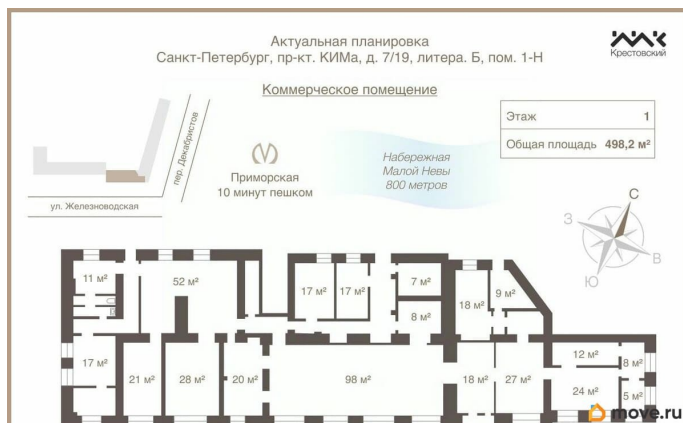 Актуальная планировка
Санкт-Петербург, пр-кт. КИМа, д. 7/19, литера. Б, пом. 1-Н
Крестовский
Коммерческое помещение
Этаж 1
Общая площадь 498,2 м²
пер. Декабристов
ул. Железноводская
Приморская
10 минут пешком
Набережная
Малой Невы
800 метров
С
З
В
Ю
11 м²
52 м²
17 м²
17 м²
7 м²
8 м²
18 м²
9 м²
17 м²
21 м²
28 м²
20 м²
98 м²
18 м²
27 м²
12 м²
8 м²
24 м²
5 м²
move.ru